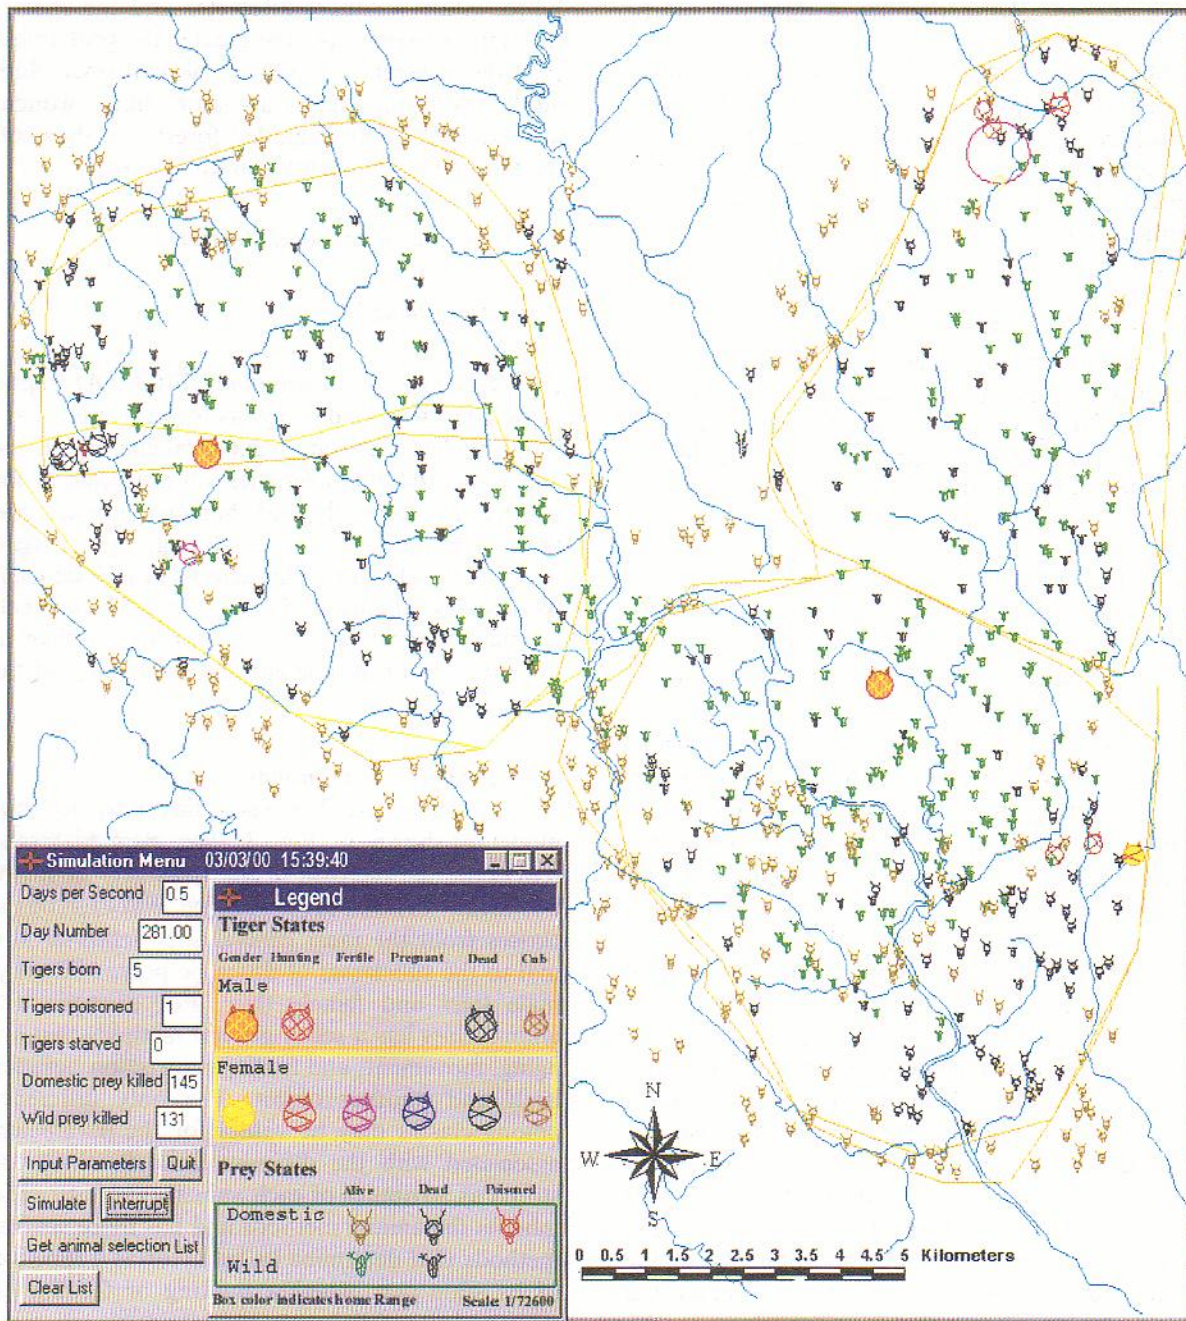 Simulation Menu 03/03/00 15:39:40
Days per Second 0.5
Day Number 281.00
Tigers born 5
Tigers poisoned 1
Tigers starved 0
Domestic prey killed 145
Wild prey killed 131
Input Parameters Quit
Simulate Interrupt
Get animal selection List
Clear List
Legend
Tiger States
Gender Hunting Fertile Pregnant Dead Cub
Male
Female
Prey States
Alive Dead Poisoned
Domestic
Wild
Box color indicates home Range Scale: 1/72600
N
W E
S
0 0.5 1 1.5 2 2.5 3 3.5 4 4.5 5 Kilometers